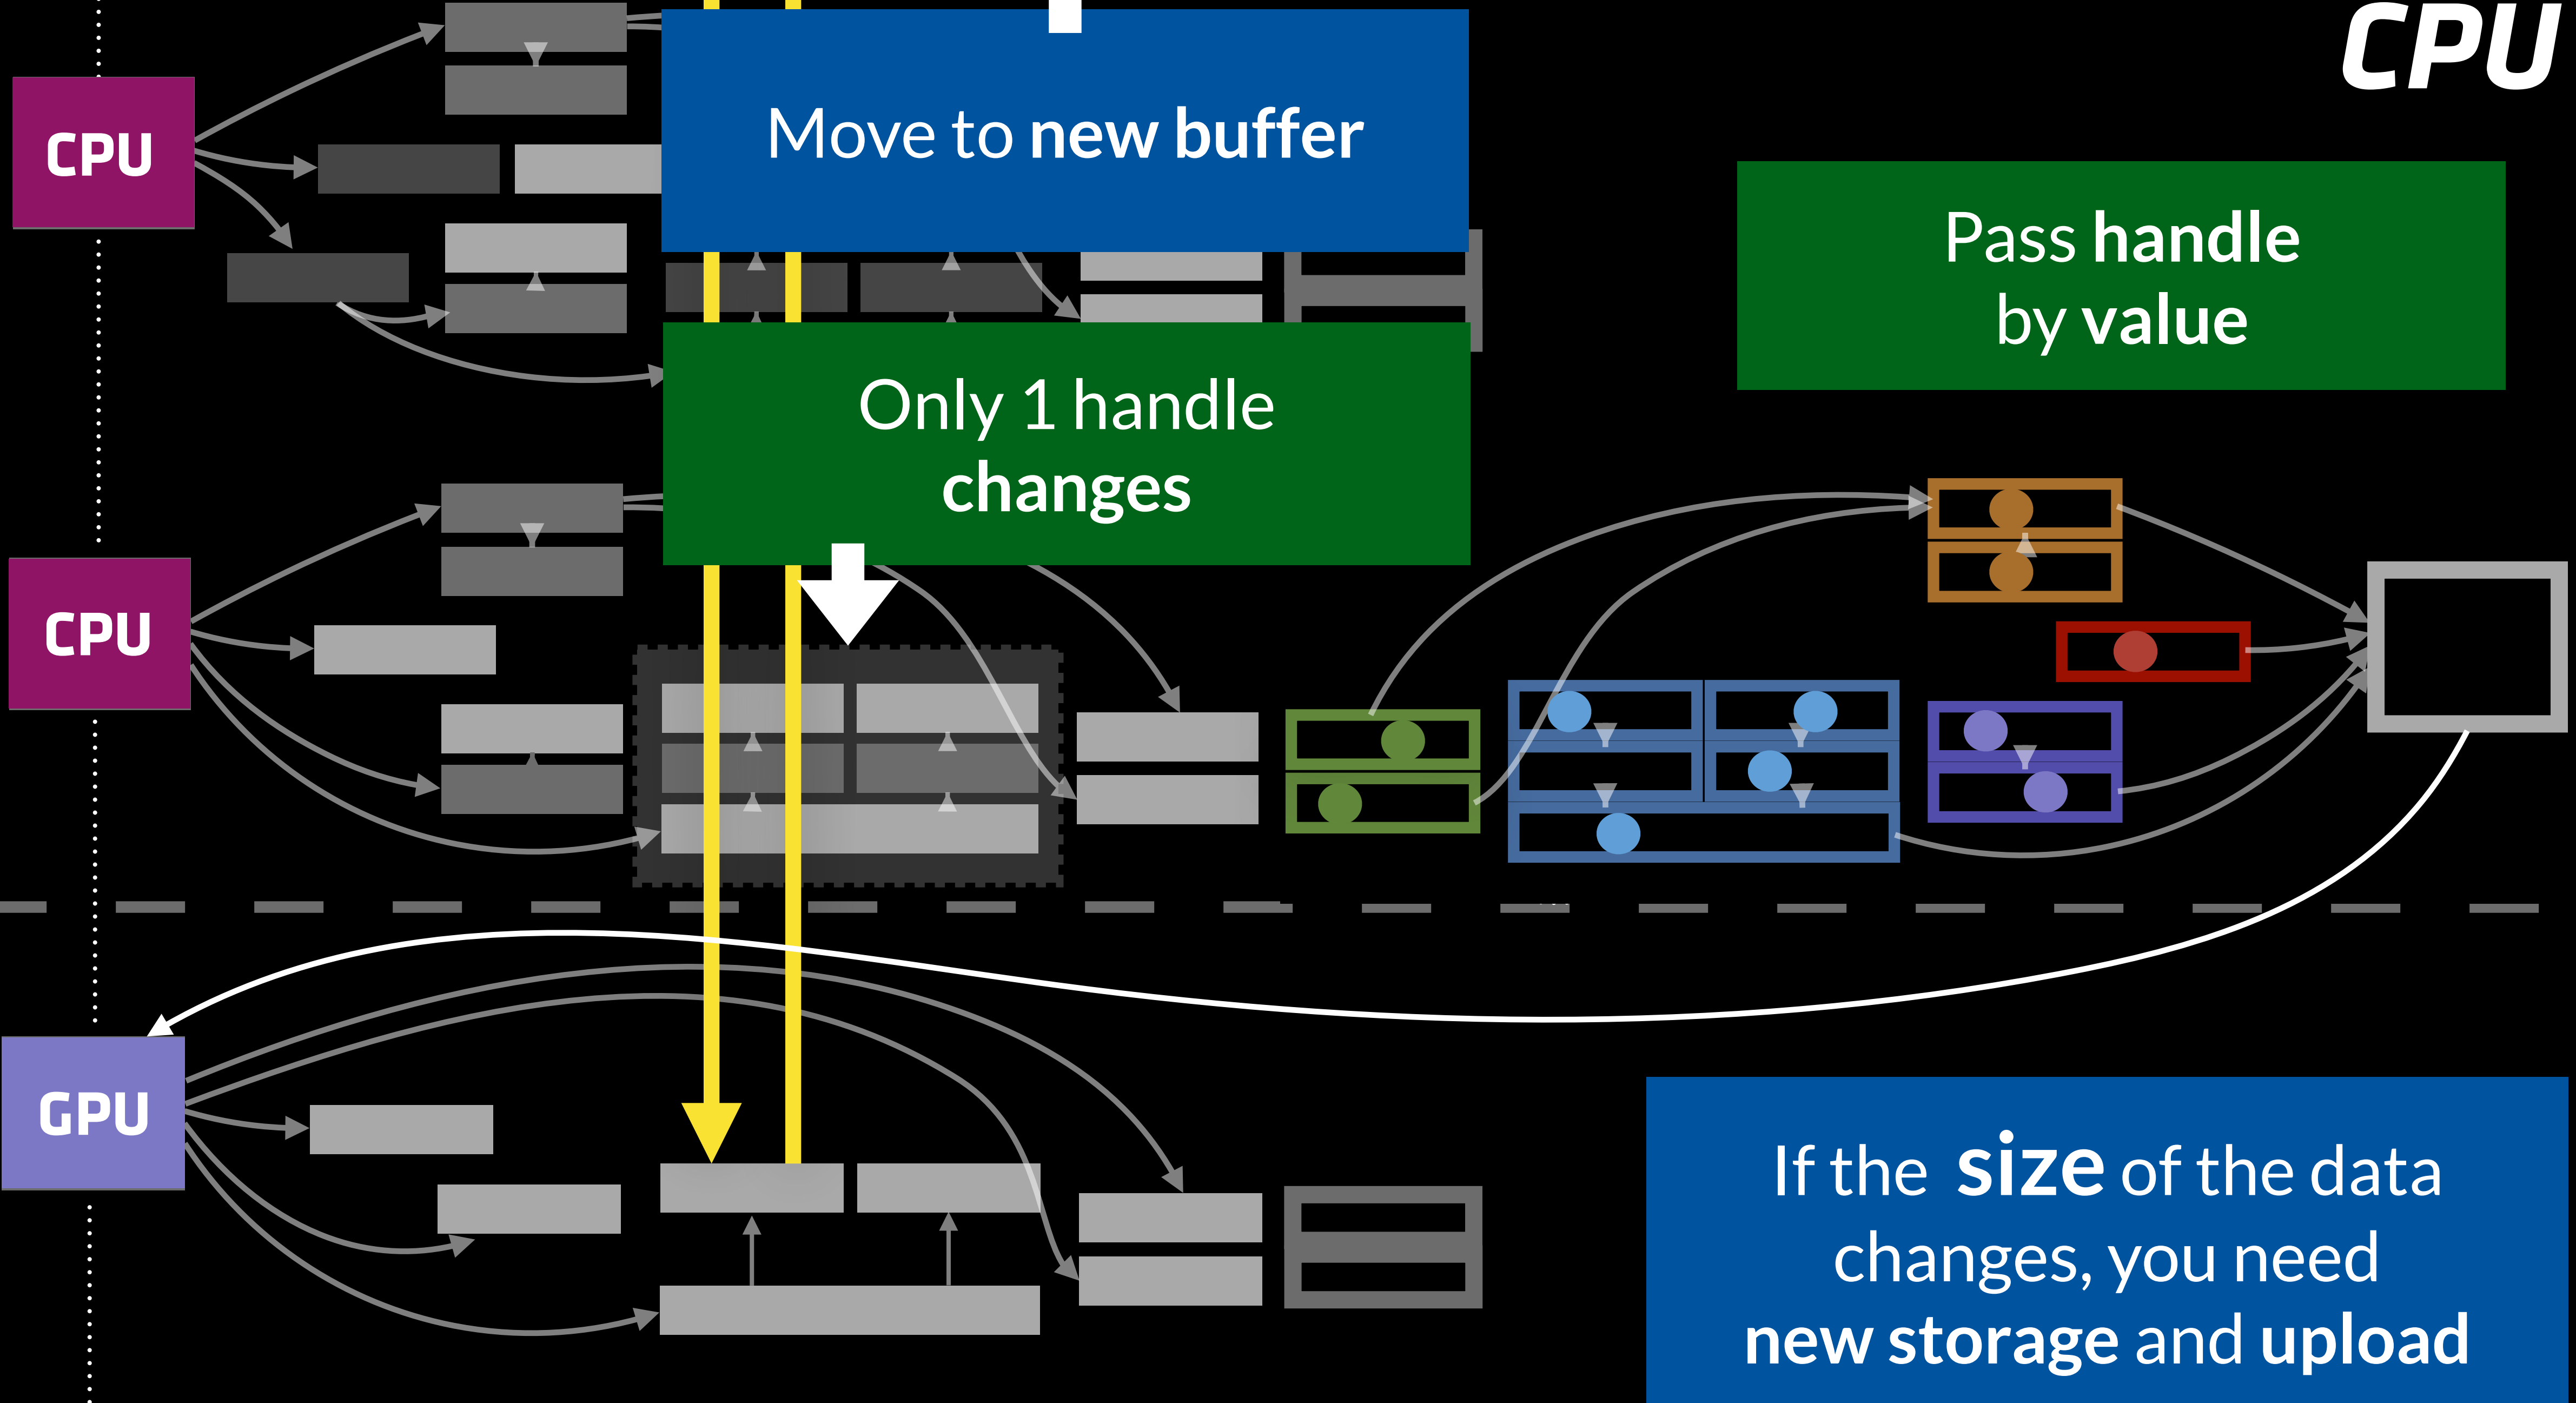 CPU
CPU
Move to new buffer
Pass handle
by value
Only 1 handle
changes
CPU
GPU
If the size of the data
changes, you need
new storage and upload